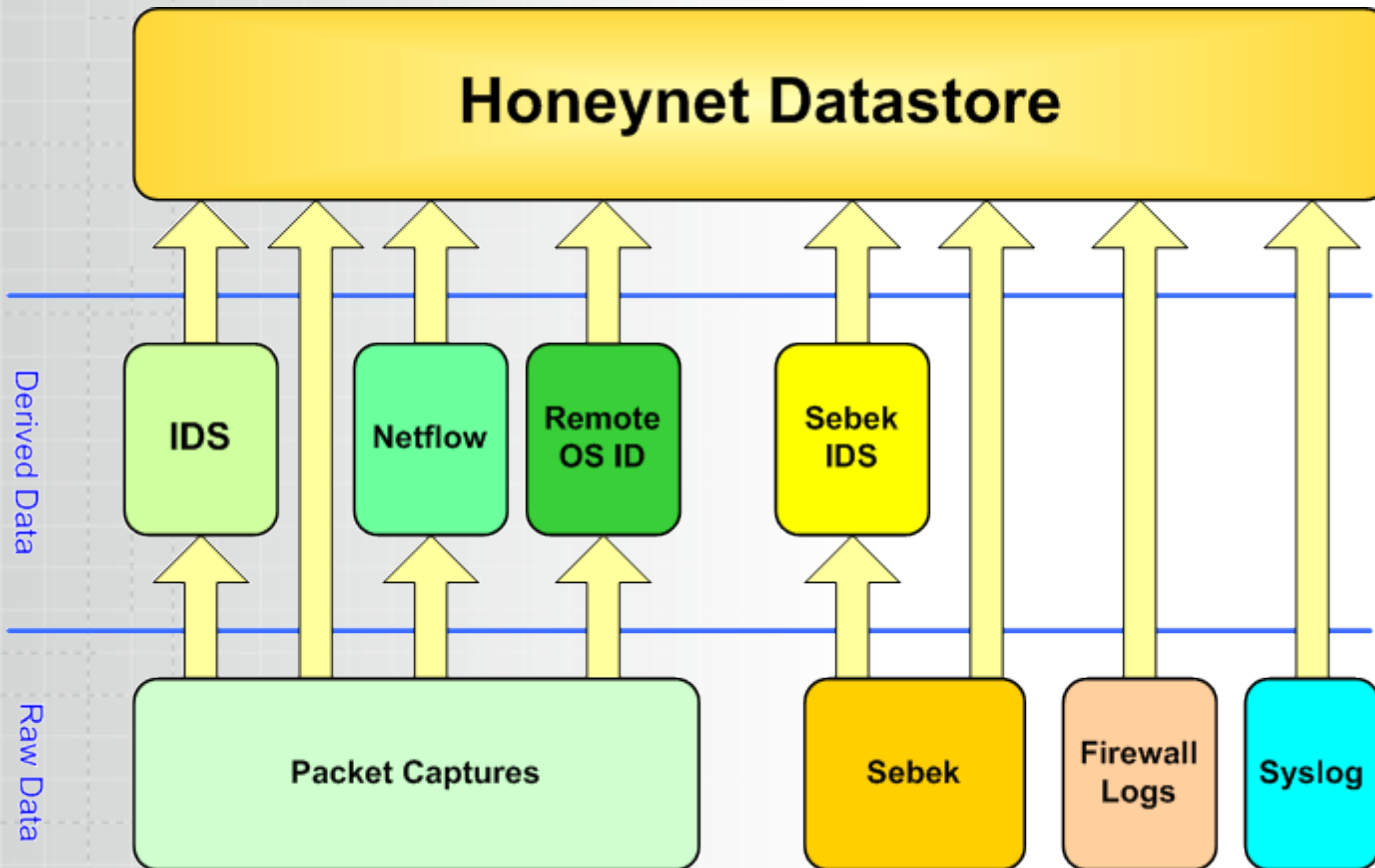 Honeynet Datastore
Derived Data
IDS
Netflow
Remote
OS ID
Sebek
IDS
Raw Data
Packet Captures
Sebek
Firewall
Logs
Syslog